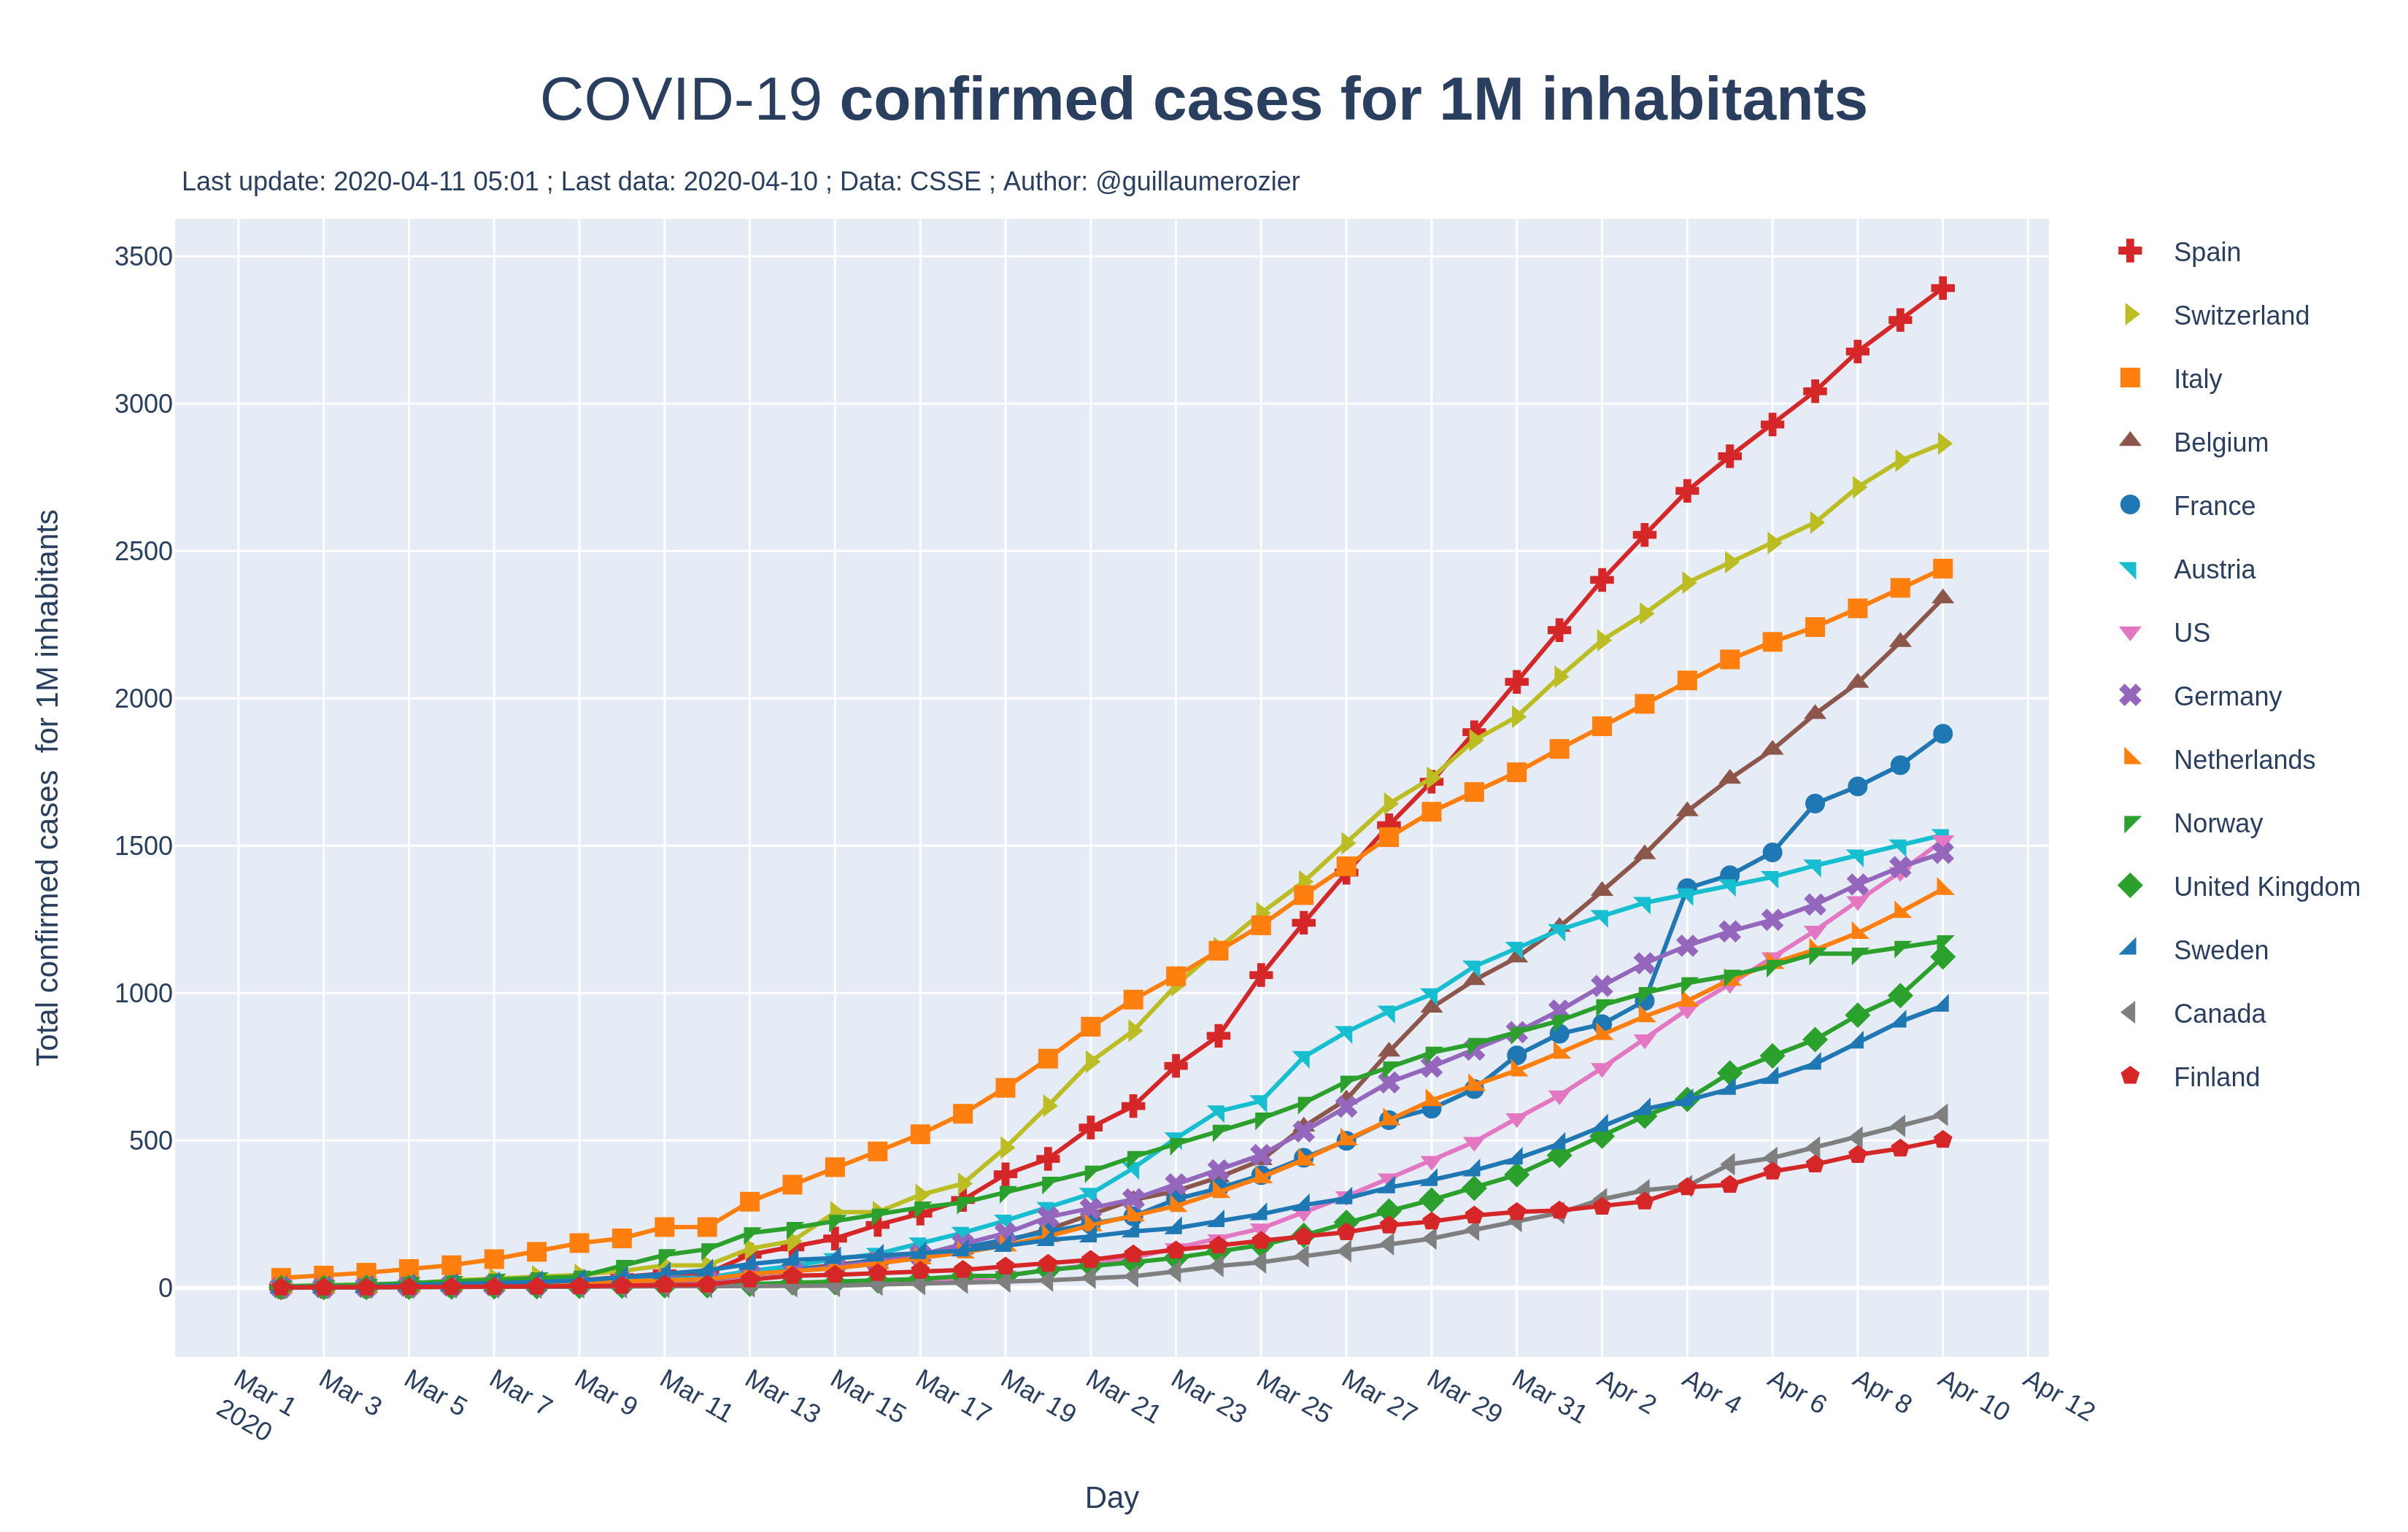 COVID-19 confirmed cases for 1M inhabitants
Last update: 2020-04-11 05:01 ; Last data: 2020-04-10 ; Data: CSSE ; Author: @guillaumerozier
3500
3000
2500
2000
1500
1000
500
0
Total confirmed cases for 1M inhabitants
Mar 1
2020
Mar 3
Mar 5
Mar 7
Mar 9
Mar 11
Mar 13
Mar 15
Mar 17
Mar 19
Mar 21
Mar 23
Mar 25
Mar 27
Mar 29
Mar 31
Apr 2
Apr 4
Apr 6
Apr 8
Apr 10
Apr 12
Day
Spain
Switzerland
Italy
Belgium
France
Austria
US
Germany
Netherlands
Norway
United Kingdom
Sweden
Canada
Finland